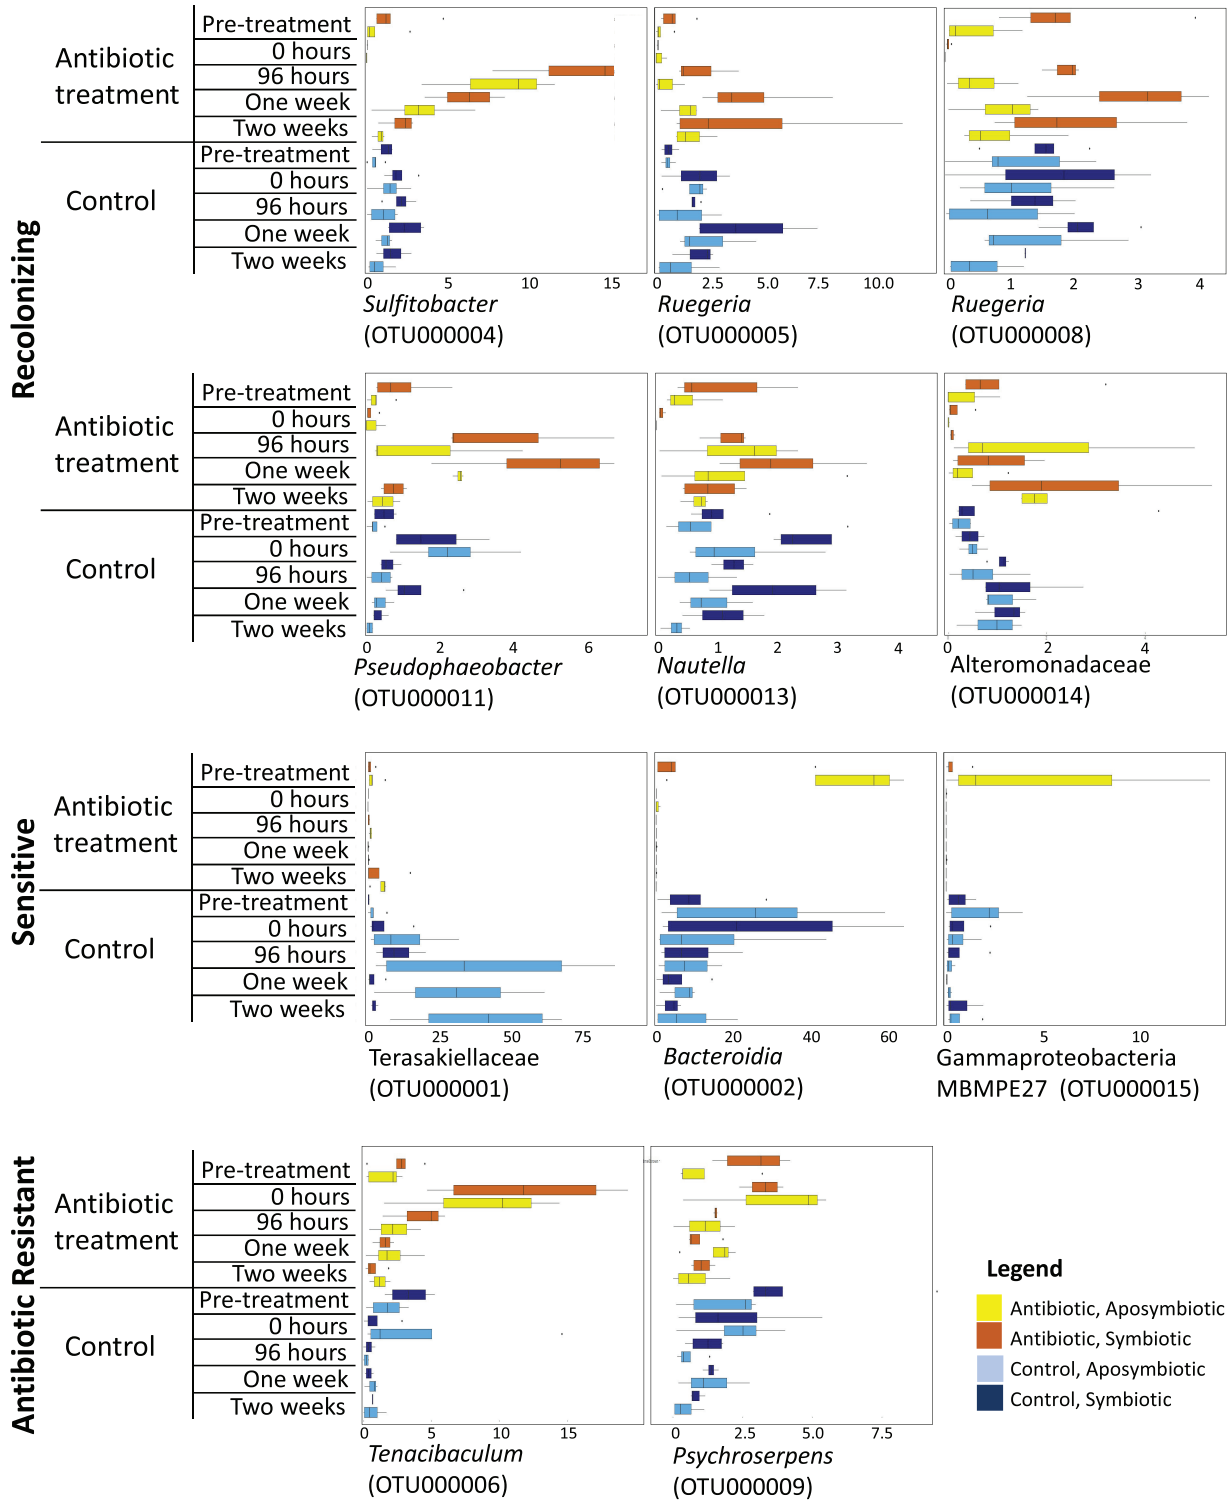 Recolonizing
Antibiotic
treatment
Pre-treatment
0 hours
96 hours
One week
Two weeks
Control
Pre-treatment
0 hours
96 hours
One week
Two weeks
0 5 10 15
0 2.5 5.0 7.5 10.0
0 1 2 3 4
Sulfitobacter
(OTU000004)
Ruegeria
(OTU000005)
Ruegeria
(OTU000008)
Antibiotic
treatment
Pre-treatment
0 hours
96 hours
One week
Two weeks
Control
Pre-treatment
0 hours
96 hours
One week
Two weeks
0 2 4 6
0 1 2 3 4
0 2 4
Pseudophaeobacter
(OTU000011)
Nautella
(OTU000013)
Alteromonadaceae
(OTU000014)
Sensitive
Antibiotic
treatment
Pre-treatment
0 hours
96 hours
One week
Two weeks
Control
Pre-treatment
0 hours
96 hours
One week
Two weeks
0 25 50 75
0 20 40 60
0 5 10
Terasakiellaceae
(OTU000001)
Bacteroidia
(OTU000002)
Gammaproteobacteria
MBMPE27 (OTU000015)
Antibiotic Resistant
Antibiotic
treatment
Pre-treatment
0 hours
96 hours
One week
Two weeks
Control
Pre-treatment
0 hours
96 hours
One week
Two weeks
0 5 10 15
0 2.5 5.0 7.5
Tenacibaculum
(OTU000006)
Psychroserpens
(OTU000009)
Legend
Antibiotic, Aposymbiotic
Antibiotic, Symbiotic
Control, Aposymbiotic
Control, Symbiotic